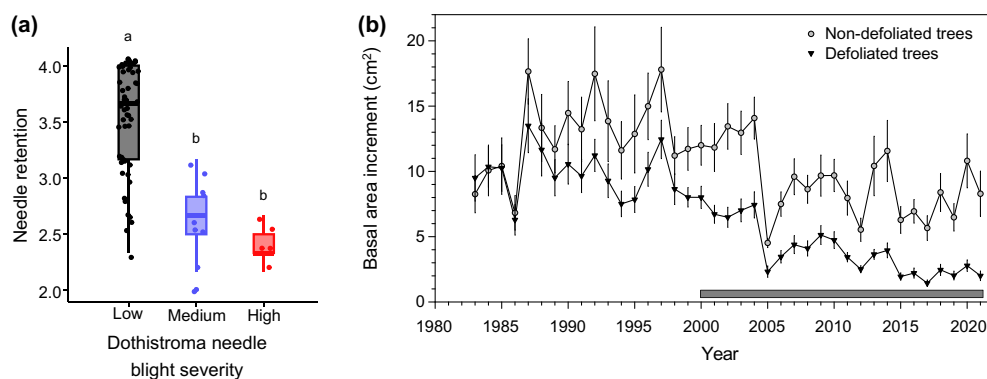 (a)
a
b
b
Needle retention
4.0
3.5
3.0
2.5
2.0
Low
Medium
High
Dothistroma needle
blight severity
(b)
Non-defoliated trees
Defoliated trees
Basal area increment (cm²)
20
15
10
5
0
1980 1985 1990 1995 2000 2005 2010 2015 2020
Year